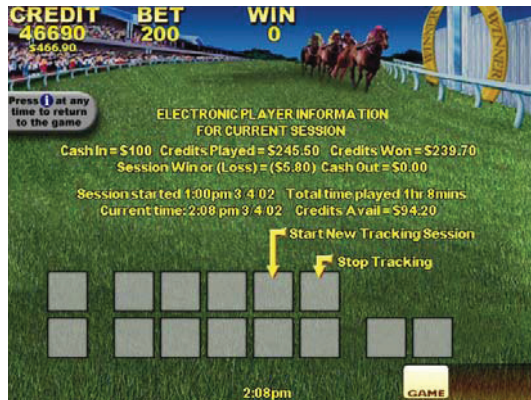 CREDIT BET WIN
46690 200 0
$466.90
WINNER
Press i at any
time to return
to the game
ELECTRONIC PLAYER INFORMATION
FOR CURRENT SESSION
Cash In = $100 Credits Played = $245.50 Credits Won = $239.70
Session Win or (Loss) = ($5.80) Cash Out = $0.00
Session started 1:00pm 3 4 02 Total time played 1hr 8mins
Current time: 2:08 pm 3 4 02 Credits Avail = $94.20
Start New Tracking Session
Stop Tracking
2:08pm
GAME